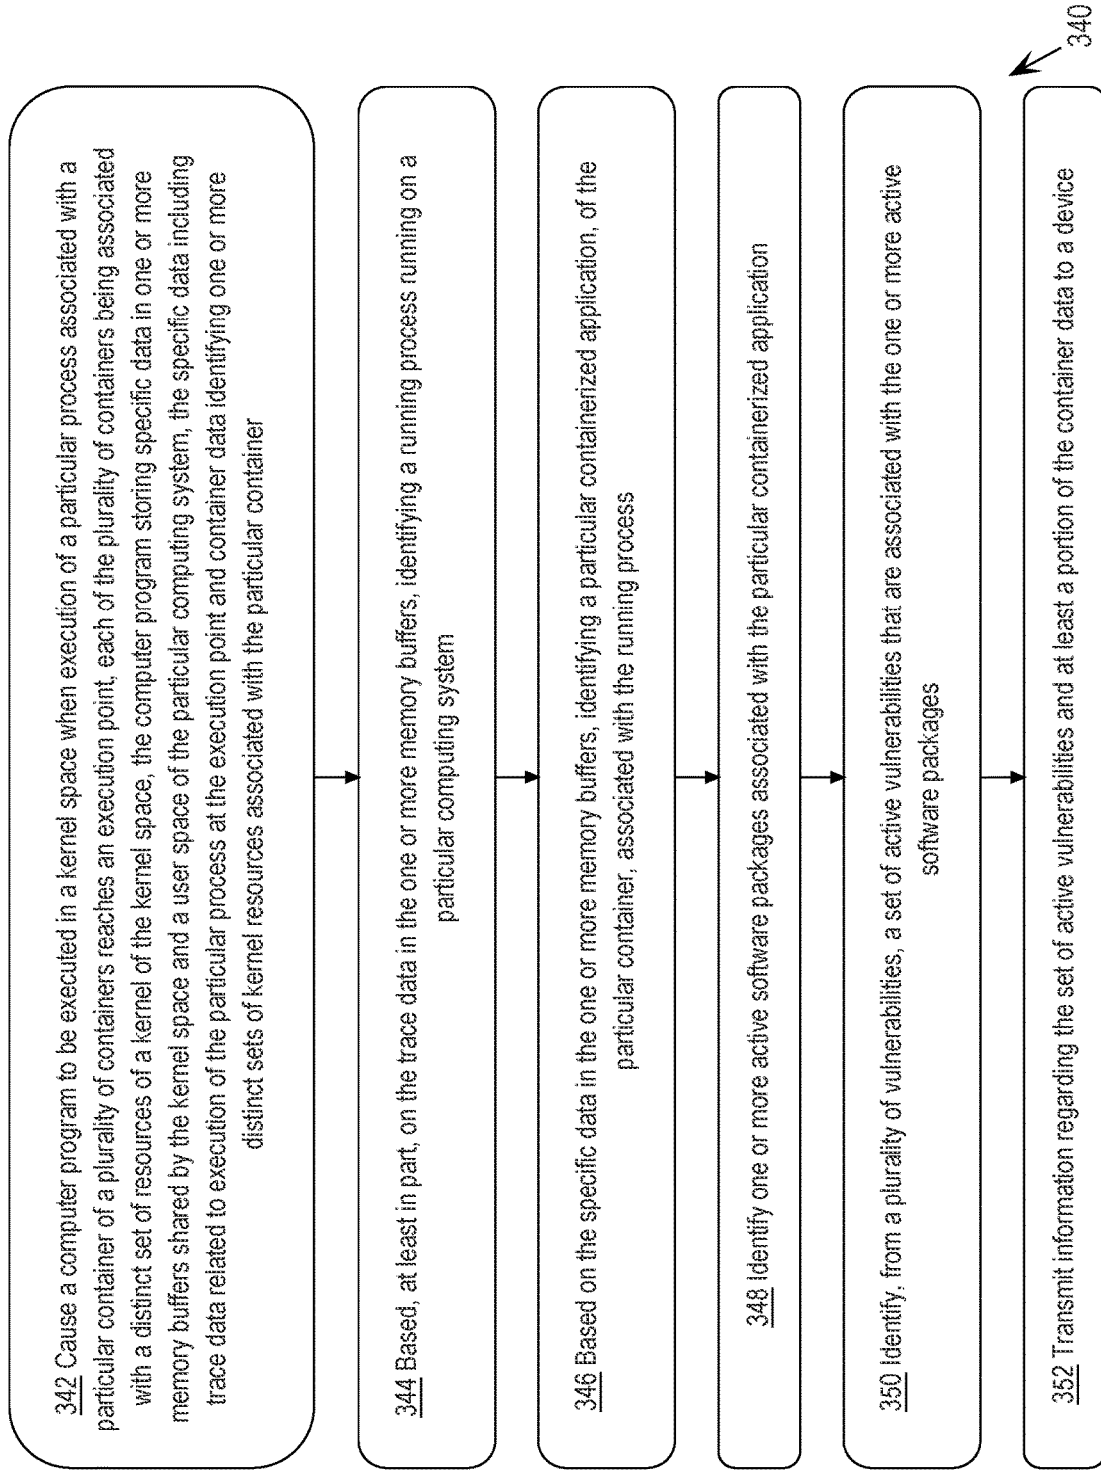 342 Cause a computer program to be executed in a kernel space when execution of a particular process associated with a
particular container of a plurality of containers reaches an execution point, each of the plurality of containers being associated
with a distinct set of resources of a kernel of the kernel space, the computer program storing specific data in one or more
memory buffers shared by the kernel space and a user space of the particular computing system, the specific data including
trace data related to execution of the particular process at the execution point and container data identifying one or more
distinct sets of kernel resources associated with the particular container
344 Based, at least in part, on the trace data in the one or more memory buffers, identifying a running process running on a
particular computing system
346 Based on the specific data in the one or more memory buffers, identifying a particular containerized application, of the
particular container, associated with the running process
348 Identify one or more active software packages associated with the particular containerized application
350 Identify, from a plurality of vulnerabilities, a set of active vulnerabilities that are associated with the one or more active
software packages
352 Transmit information regarding the set of active vulnerabilities and at least a portion of the container data to a device
340